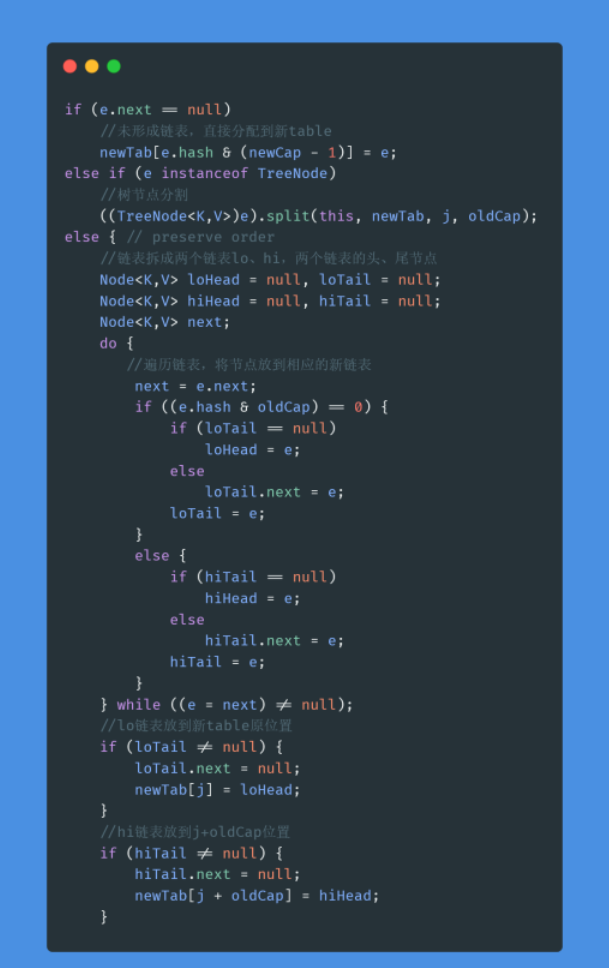 if (e.next == null)
//未形成链表，直接分配到新table
newTab[e.hash & (newCap - 1)] = e;
else if (e instanceof TreeNode)
//树节点分割
((TreeNode<K,V>)e).split(this, newTab, j, oldCap);
else { // preserve order
//链表拆成两个链表lo、hi，两个链表的头、尾节点
Node<K,V> loHead = null, loTail = null;
Node<K,V> hiHead = null, hiTail = null;
Node<K,V> next;
do {
//遍历链表，将节点放到相应的新链表
next = e.next;
if ((e.hash & oldCap) == 0) {
if (loTail == null)
loHead = e;
else
loTail.next = e;
loTail = e;
}
else {
if (hiTail == null)
hiHead = e;
else
hiTail.next = e;
hiTail = e;
}
} while ((e = next) != null);
//lo链表放到新table原位置
if (loTail != null) {
loTail.next = null;
newTab[j] = loHead;
}
//hi链表放到j+oldCap位置
if (hiTail != null) {
hiTail.next = null;
newTab[j + oldCap] = hiHead;
}